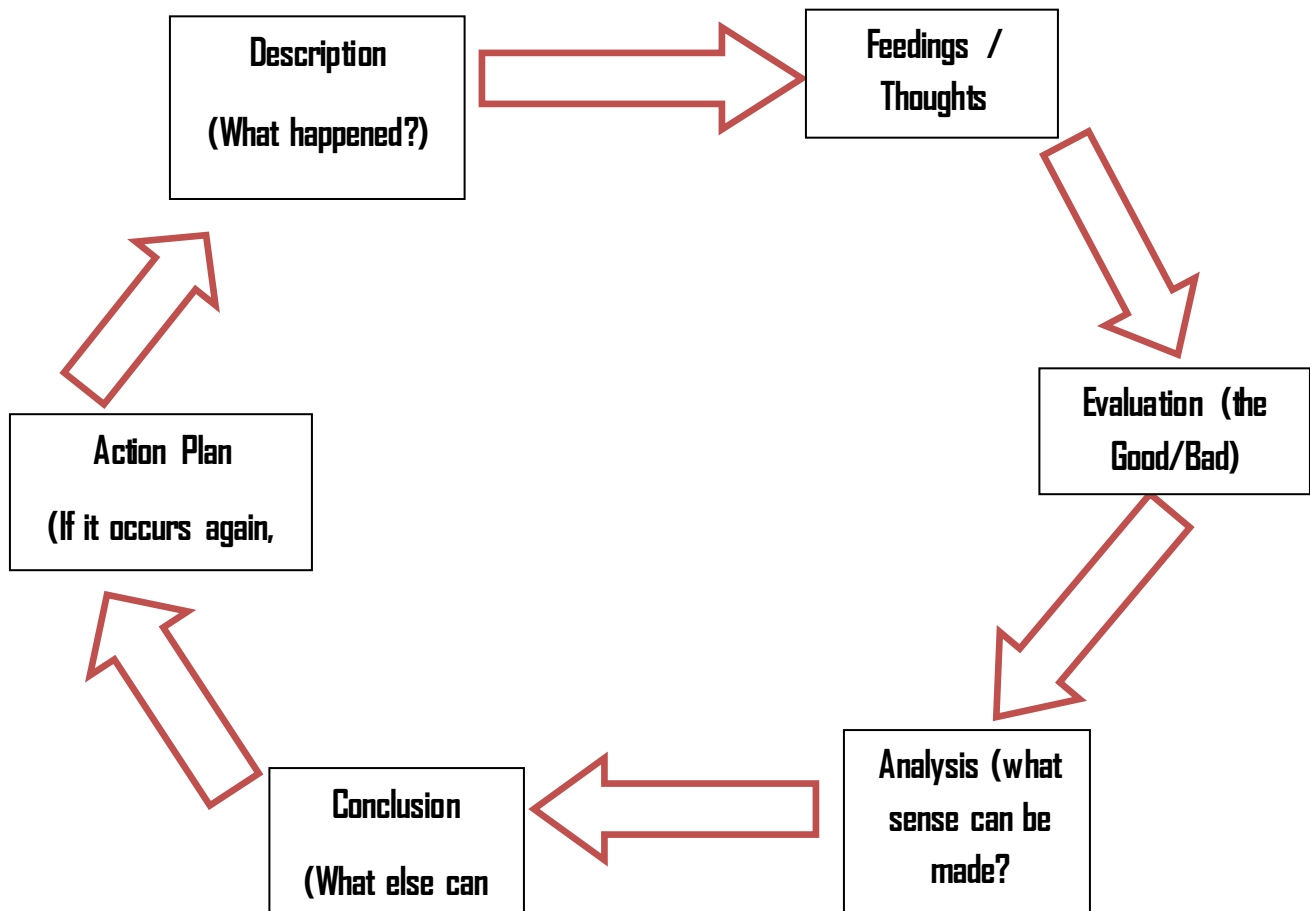 Description
(What happened?)
Feedings /
Thoughts
Evaluation (the
Good/Bad)
Analysis (what
sense can be
made?
Conclusion
(What else can
Action Plan
(If it occurs again,